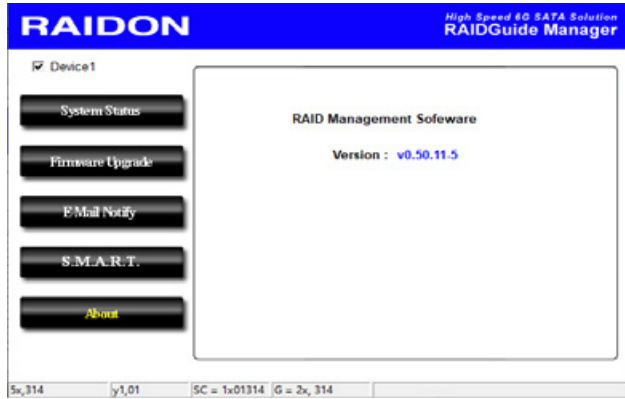 RAIDON
High Speed 6G SATA Solution
RAIDGuide Manager
Device1
System Status
Firmware Upgrade
E-Mail Notify
S.M.A.R.T.
About
RAID Management Sofeware
Version : v0.50.11-5
5x,314 y1,01 SC = 1x01314 G = 2x, 314